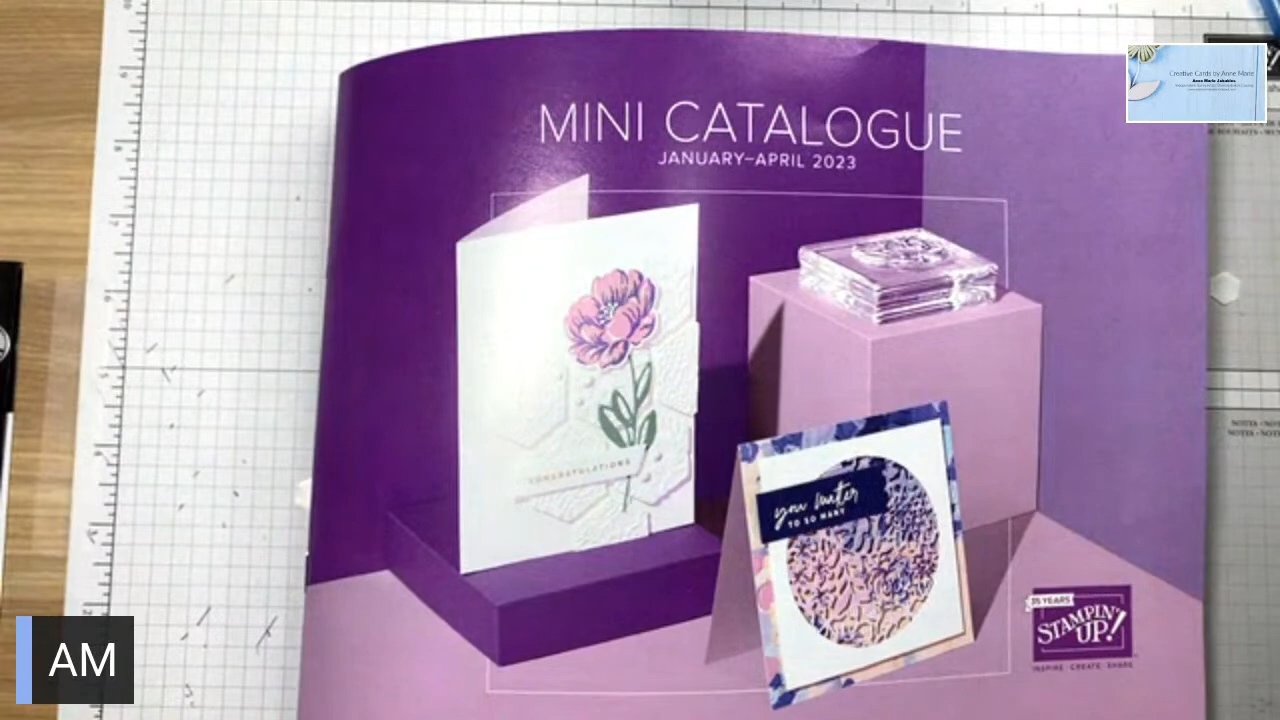 MINI CATALOGUE
JANUARY–APRIL 2023
Creative Cards by Anne Marie
CONGRATULATIONS
you matter
TO SO MANY
35 YEARS
STAMPIN' UP!
INSPIRE · CREATE · SHARE
AM